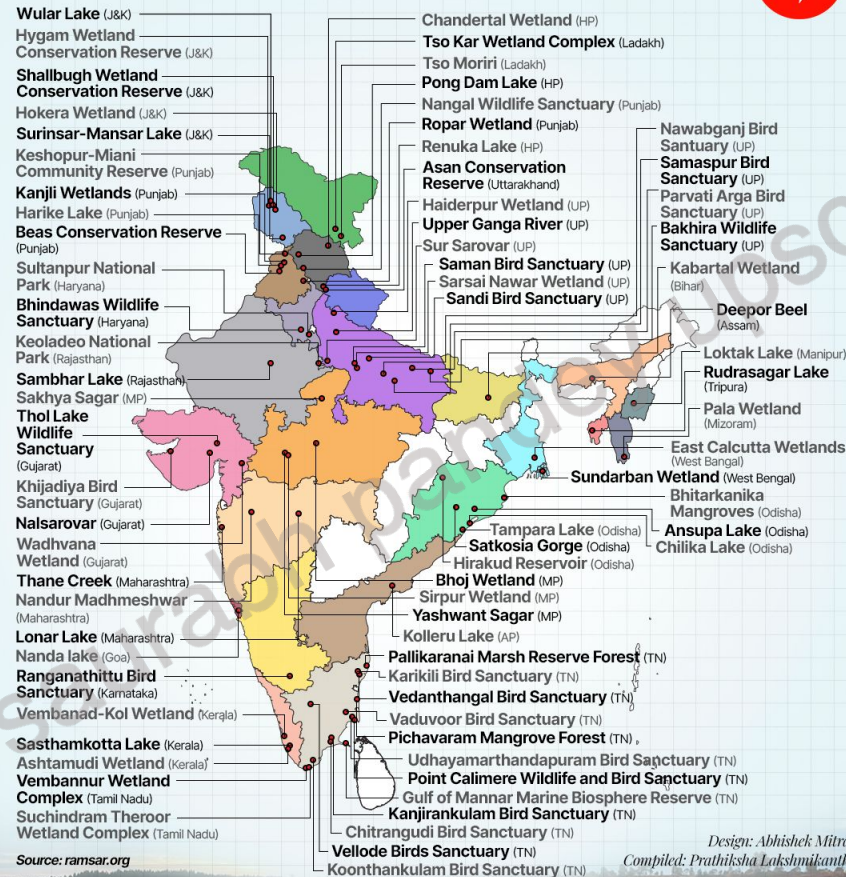 Wular Lake (J&K)
Hygam Wetland
Conservation Reserve (J&K)
Shallbugh Wetland
Conservation Reserve (J&K)
Hokera Wetland (J&K)
Surinsar-Mansar Lake (J&K)
Keshopur-Miani
Community Reserve (Punjab)
Kanjli Wetlands (Punjab)
Harike Lake (Punjab)
Beas Conservation Reserve
(Punjab)
Sultanpur National
Park (Haryana)
Bhindawas Wildlife
Sanctuary (Haryana)
Keoladeo National
Park (Rajasthan)
Sambhar Lake (Rajasthan)
Sakhya Sagar (MP)
Thol Lake
Wildlife
Sanctuary
(Gujarat)
Khijadiya Bird
Sanctuary (Gujarat)
Nalsarovar (Gujarat)
Wadhvana
Wetland (Gujarat)
Thane Creek (Maharashtra)
Nandur Madhmeshwar
(Maharashtra)
Lonar Lake (Maharashtra)
Nanda lake (Goa)
Ranganathittu Bird
Sanctuary (Karnataka)
Vembanad-Kol Wetland (Kerala)
Sasthamkotta Lake (Kerala)
Ashtamudi Wetland (Kerala)
Vembannur Wetland
Complex (Tamil Nadu)
Suchindram Theroor
Wetland Complex (Tamil Nadu)
Source: ramsar.org
Chandertal Wetland (HP)
Tso Kar Wetland Complex (Ladakh)
Tso Moriri (Ladakh)
Pong Dam Lake (HP)
Nangal Wildlife Sanctuary (Punjab)
Ropar Wetland (Punjab)
Renuka Lake (HP)
Asan Conservation
Reserve (Uttarakhand)
Haiderpur Wetland (UP)
Upper Ganga River (UP)
Sur Sarovar (UP)
Saman Bird Sanctuary (UP)
Sarsai Nawar Wetland (UP)
Sandi Bird Sanctuary (UP)
Nawabganj Bird
Santuary (UP)
Samaspur Bird
Sanctuary (UP)
Parvati Arga Bird
Sanctuary (UP)
Bakhira Wildlife
Sanctuary (UP)
Kabartal Wetland
(Bihar)
Deepor Beel
(Assam)
Loktak Lake (Manipur)
Rudrasagar Lake
(Tripura)
Pala Wetland
(Mizoram)
East Calcutta Wetlands
(West Bangal)
Sundarban Wetland (West Bengal)
Bhitarkanika
Mangroves (Odisha)
Ansupa Lake (Odisha)
Chilika Lake (Odisha)
Tampara Lake (Odisha)
Satkosia Gorge (Odisha)
Hirakud Reservoir (Odisha)
Bhoj Wetland (MP)
Sirpur Wetland (MP)
Yashwant Sagar (MP)
Kolleru Lake (AP)
Pallikaranai Marsh Reserve Forest (TN)
Karikili Bird Sanctuary (TN)
Vedanthangal Bird Sanctuary (TN)
Vaduvoor Bird Sanctuary (TN)
Pichavaram Mangrove Forest (TN)
Udhayamarthandapuram Bird Sanctuary (TN)
Point Calimere Wildlife and Bird Sanctuary (TN)
Gulf of Mannar Marine Biosphere Reserve (TN)
Kanjirankulam Bird Sanctuary (TN)
Chitrangudi Bird Sanctuary (TN)
Vellode Birds Sanctuary (TN)
Koonthankulam Bird Sanctuary (TN)
Design: Abhishek Mitra
Compiled: Prathiksha Lakshmikanth
saurabh pandey upsc